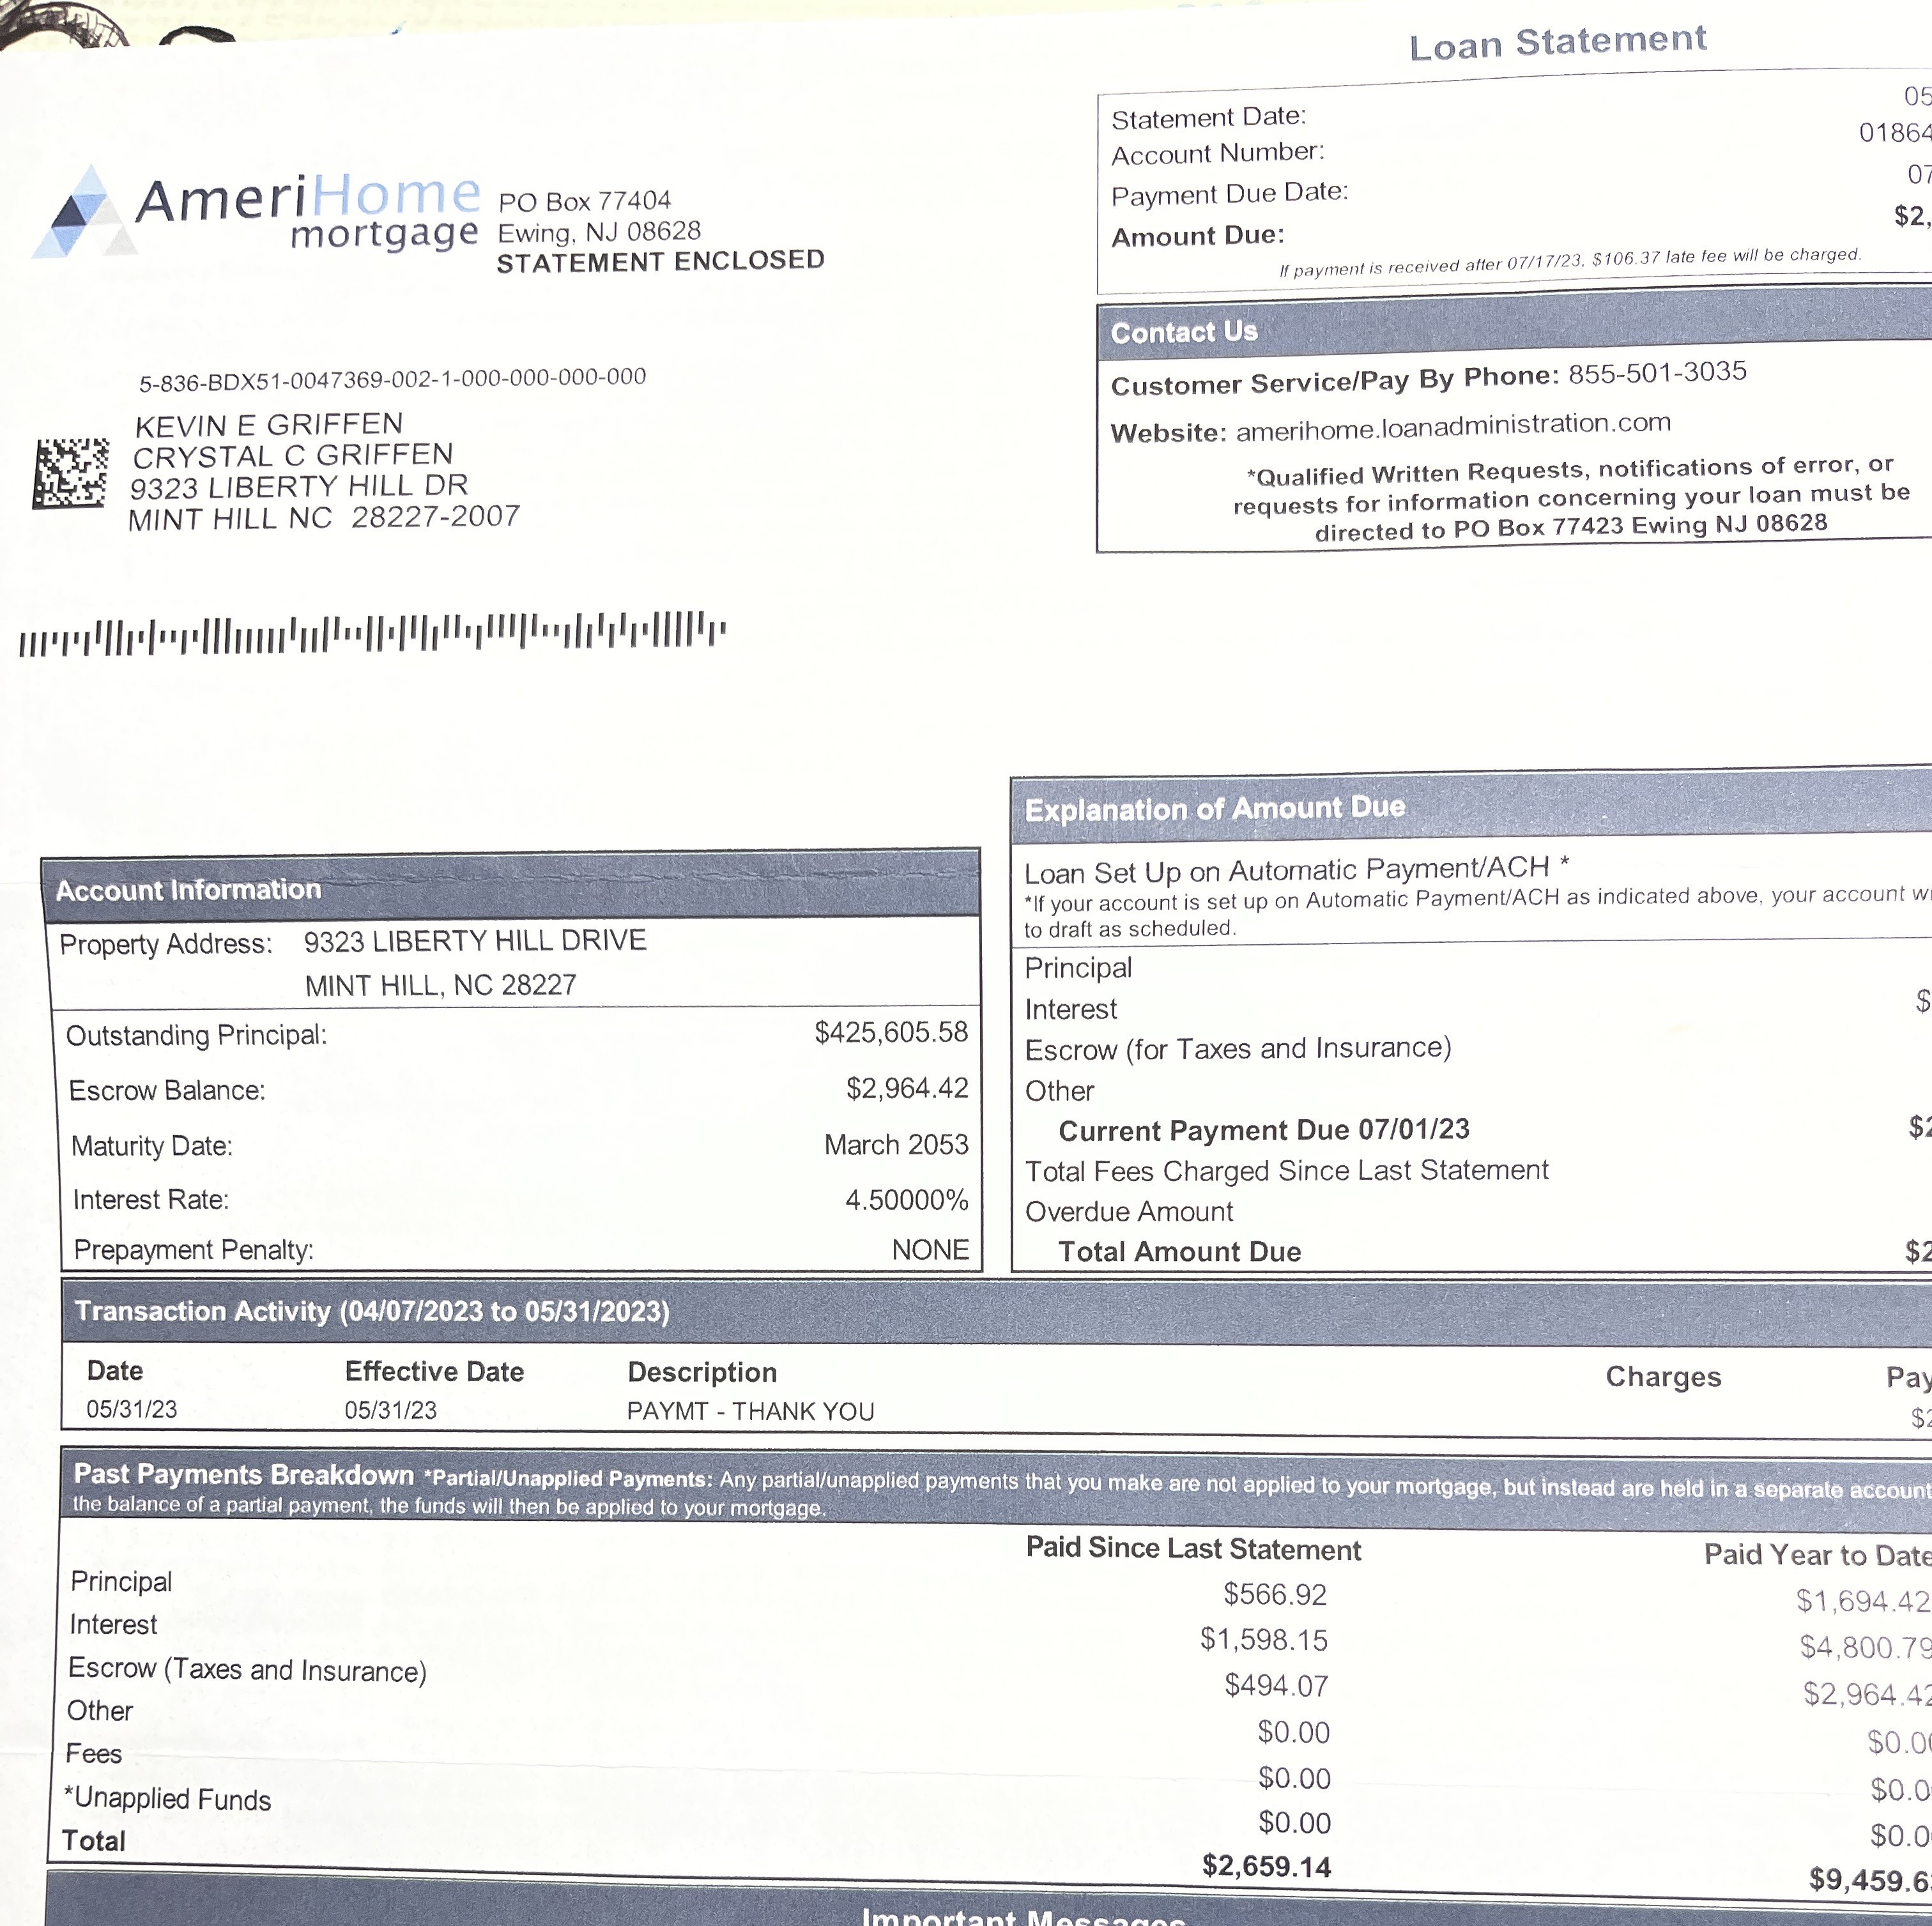 Loan Statement
Statement Date: 05
Account Number: 01864
Payment Due Date: 07
Amount Due: $2,
If payment is received after 07/17/23, $106.37 late fee will be charged.
AmeriHome
mortgage
PO Box 77404
Ewing, NJ 08628
STATEMENT ENCLOSED
Contact Us
Customer Service/Pay By Phone: 855-501-3035
Website: amerihome.loanadministration.com
*Qualified Written Requests, notifications of error, or
requests for information concerning your loan must be
directed to PO Box 77423 Ewing NJ 08628
5-836-BDX51-0047369-002-1-000-000-000-000
KEVIN E GRIFFEN
CRYSTAL C GRIFFEN
9323 LIBERTY HILL DR
MINT HILL NC 28227-2007
Account Information
Property Address: 9323 LIBERTY HILL DRIVE
MINT HILL, NC 28227
Outstanding Principal: $425,605.58
Escrow Balance: $2,964.42
Maturity Date: March 2053
Interest Rate: 4.50000%
Prepayment Penalty: NONE
Explanation of Amount Due
Loan Set Up on Automatic Payment/ACH *
*If your account is set up on Automatic Payment/ACH as indicated above, your account
to draft as scheduled.
Principal
Interest $
Escrow (for Taxes and Insurance)
Other
Current Payment Due 07/01/23 $2
Total Fees Charged Since Last Statement
Overdue Amount
Total Amount Due $2
Transaction Activity (04/07/2023 to 05/31/2023)
Date Effective Date Description Charges Pay
05/31/23 05/31/23 PAYMT - THANK YOU $2
Past Payments Breakdown *Partial/Unapplied Payments: Any partial/unapplied payments that you make are not applied to your mortgage, but instead are held in a separate account
the balance of a partial payment, the funds will then be applied to your mortgage.
Paid Since Last Statement Paid Year to Date
Principal $566.92 $1,694.42
Interest $1,598.15 $4,800.79
Escrow (Taxes and Insurance) $494.07 $2,964.42
Other $0.00 $0.00
Fees $0.00 $0.0
*Unapplied Funds $0.00 $0.0
Total $2,659.14 $9,459.6
Important Messages